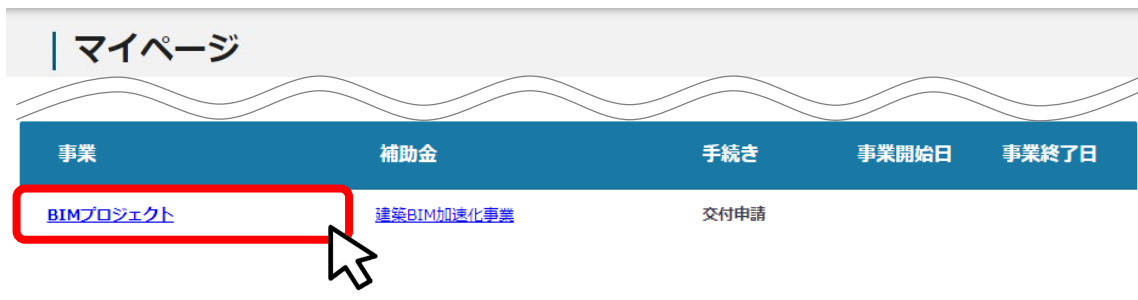 マイページ
事業 補助金 手続き 事業開始日 事業終了日
BIMプロジェクト 建築BIM加速化事業 交付申請